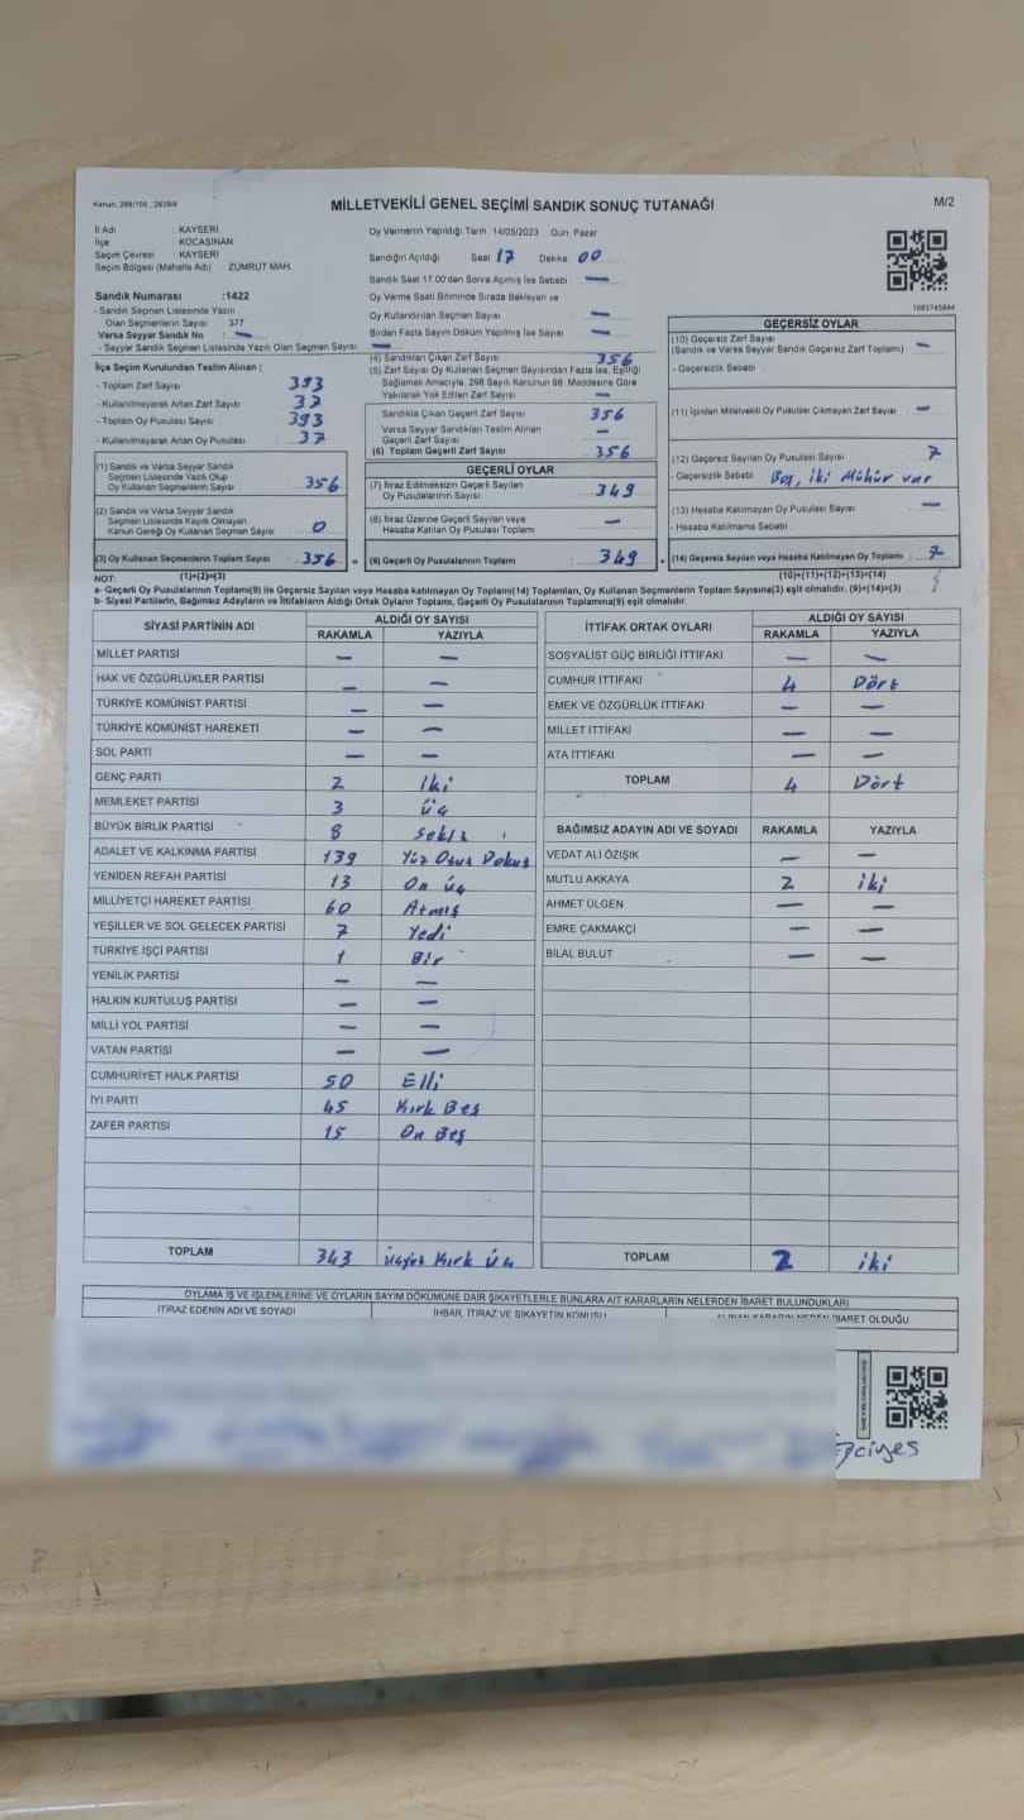 MİLLETVEKİLİ GENEL SEÇİMİ SANDIK SONUÇ TUTANAĞI
M/2
İl Adı : KAYSERİ
İlçe : KOCASİNAN
Seçim Çevresi : KAYSERİ
Seçim Bölgesi (Mahalle Adı) : ZÜMRÜT MAH.
Sandık Numarası :1422
- Sandık Seçmen Listesinde Yazılı
Olan Seçmenlerin Sayısı : 377
Varsa Seyyar Sandık No : —
- Seyyar Sandık Seçmen Listesinde Yazılı Olan Seçmen Sayısı —
İlçe Seçim Kurulundan Teslim Alınan ;
- Toplam Zarf Sayısı 393
- Kullanılmayarak Artan Zarf Sayısı 37
- Toplam Oy Pusulası Sayısı 393
- Kullanılmayarak Artan Oy Pusulası 37
(1) Sandık ve Varsa Seyyar Sandık
Seçmen Listesinde Yazılı Olup
Oy Kullanan Seçmenlerin Sayısı 356
(2) Sandık ve Varsa Seyyar Sandık
Seçmen Listesinde Kayıtlı Olmayan
Kanun Gereği Oy Kullanan Seçmen Sayısı 0
(3) Oy Kullanan Seçmenlerin Toplam Sayısı 356
(1)+(2)=(3)
Oy Vermenin Yapıldığı Tarih 14/05/2023 Gün: Pazar
Sandığın Açıldığı Saat 17 Dakika 00
Sandık Saat 17:00'dan Sonra Açılmış İse Sebebi —
Oy Verme Saati Bitiminde Sırada Bekleyen ve
Oy Kullandırılan Seçmen Sayısı —
Birden Fazla Sayım Döküm Yapılmış İse Sayısı —
(4) Sandıktan Çıkan Zarf Sayısı 356
(5) Zarf Sayısı Oy Kullanan Seçmen Sayısından Fazla İse, Eşitliği
Sağlamak Amacıyla, 298 Sayılı Kanunun 98. Maddesine Göre
Yakılarak Yok Edilen Zarf Sayısı —
Sandıkta Çıkan Geçerli Zarf Sayısı 356
Varsa Seyyar Sandıktan Teslim Alınan
Geçerli Zarf Sayısı —
(6) Toplam Geçerli Zarf Sayısı 356
GEÇERLİ OYLAR
(7) İtiraz Edilmeksizin Geçerli Sayılan
Oy Pusulalarının Sayısı 349
(8) İtiraz Üzerine Geçerli Sayılan veya
Hesaba Katılan Oy Pusulası Toplamı —
(9) Geçerli Oy Pusulalarının Toplamı 349
GEÇERSİZ OYLAR
(10) Geçersiz Zarf Sayısı
(Sandık ve Varsa Seyyar Sandık Geçersiz Zarf Toplamı) —
- Geçersizlik Sebebi
(11) İçinden Milletvekili Oy Pusulası Çıkmayan Zarf Sayısı —
(12) Geçersiz Sayılan Oy Pusulası Sayısı 7
- Geçersizlik Sebebi Boş, İki Mühür var
(13) Hesaba Katılmayan Oy Pusulası Sayısı —
- Hesaba Katılmama Sebebi
(14) Geçersiz Sayılan veya Hesaba Katılmayan Oy Toplamı 7
(10)+(11)+(12)+(13)=(14)
NOT:
a- Geçerli Oy Pusulalarının Toplamı(9) ile Geçersiz Sayılan veya Hesaba katılmayan Oy Toplamı(14) Toplamları, Oy Kullanan Seçmenlerin Toplam Sayısına(3) eşit olmalıdır. (9)+(14)=(3)
b- Siyasi Partilerin, Bağımsız Adayların ve İttifakların Aldığı Ortak Oyların Toplamı, Geçerli Oy Pusulalarının Toplamına(9) eşit olmalıdır.
SİYASİ PARTİNİN ADI ALDIĞI OY SAYISI
RAKAMLA YAZIYLA
MİLLET PARTİSİ — —
HAK VE ÖZGÜRLÜKLER PARTİSİ — —
TÜRKİYE KOMÜNİST PARTİSİ — —
TÜRKİYE KOMÜNİST HAREKETİ — —
SOL PARTİ — —
GENÇ PARTİ 2 İki
MEMLEKET PARTİSİ 3 Üç
BÜYÜK BİRLİK PARTİSİ 8 Sekiz
ADALET VE KALKINMA PARTİSİ 139 Yüz Otuz Dokuz
YENİDEN REFAH PARTİSİ 13 On üç
MİLLİYETÇİ HAREKET PARTİSİ 60 Atmış
YEŞİLLER VE SOL GELECEK PARTİSİ 7 Yedi
TÜRKİYE İŞÇİ PARTİSİ 1 Bir
YENİLİK PARTİSİ — —
HALKIN KURTULUŞ PARTİSİ — —
MİLLİ YOL PARTİSİ — —
VATAN PARTİSİ — —
CUMHURİYET HALK PARTİSİ 50 Elli
İYİ PARTİ 45 Kırk Beş
ZAFER PARTİSİ 15 On Beş
TOPLAM 343 üçyüz Kırk üç
İTTİFAK ORTAK OYLARI ALDIĞI OY SAYISI
RAKAMLA YAZIYLA
SOSYALİST GÜÇ BİRLİĞİ İTTİFAKI — —
CUMHUR İTTİFAKI 4 Dört
EMEK VE ÖZGÜRLÜK İTTİFAKI — —
MİLLET İTTİFAKI — —
ATA İTTİFAKI — —
TOPLAM 4 Dört
BAĞIMSIZ ADAYIN ADI VE SOYADI RAKAMLA YAZIYLA
VEDAT ALİ ÖZIŞIK — —
MUTLU AKKAYA 2 iki
AHMET ÜLGEN — —
EMRE ÇAKMAKÇI — —
BİLAL BULUT — —
TOPLAM 2 iki
OYLAMA İŞ VE İŞLEMLERİNE VE OYLARIN SAYIM DÖKÜMÜNE DAİR ŞİKAYETLERLE BUNLARA AİT KARARLARIN NELERDEN İBARET BULUNDUKLARI
İTİRAZ EDENİN ADI VE SOYADI
İHBAR, İTİRAZ VE ŞİKAYETİN KONUSU
İBARET OLDUĞU
Erciyes